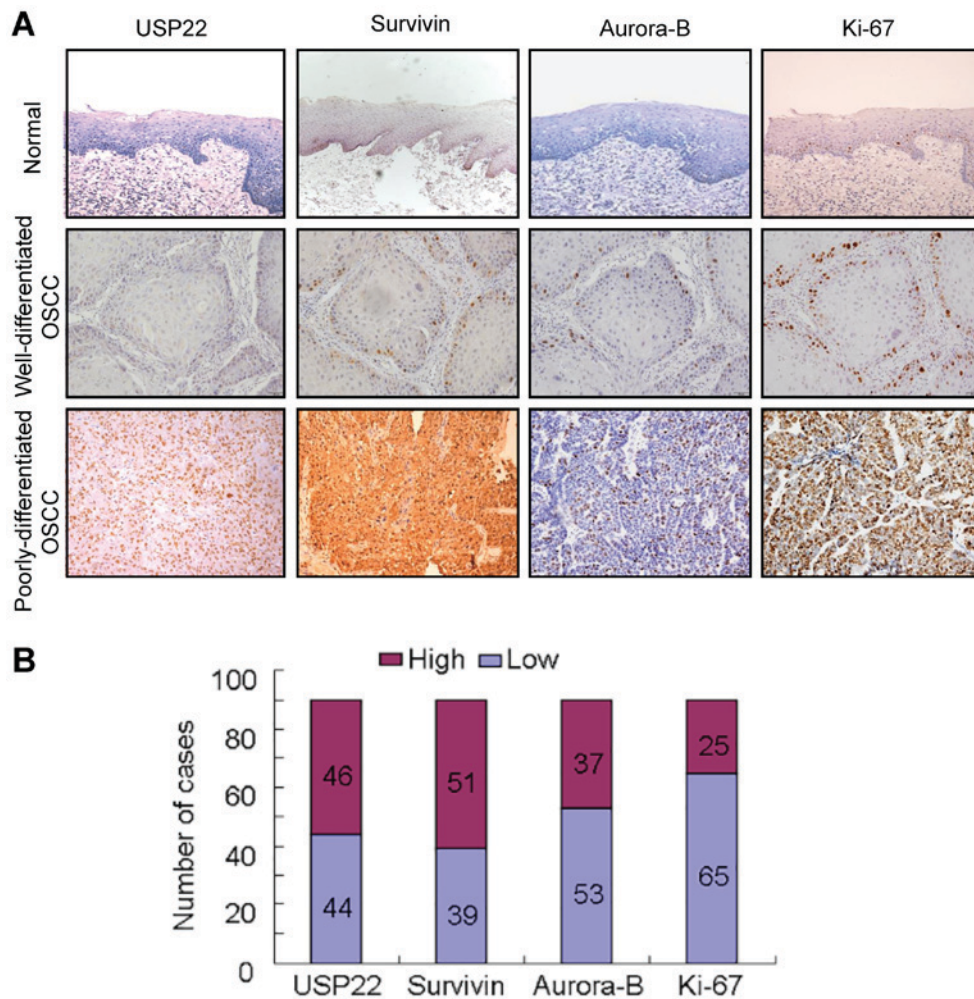 A
USP22 Survivin Aurora-B Ki-67
Normal
Well-differentiated
OSCC
Poorly-differentiated
OSCC
B
High Low
Number of cases
100
80
60
40
20
0
46 51 37 25
44 39 53 65
USP22 Survivin Aurora-B Ki-67